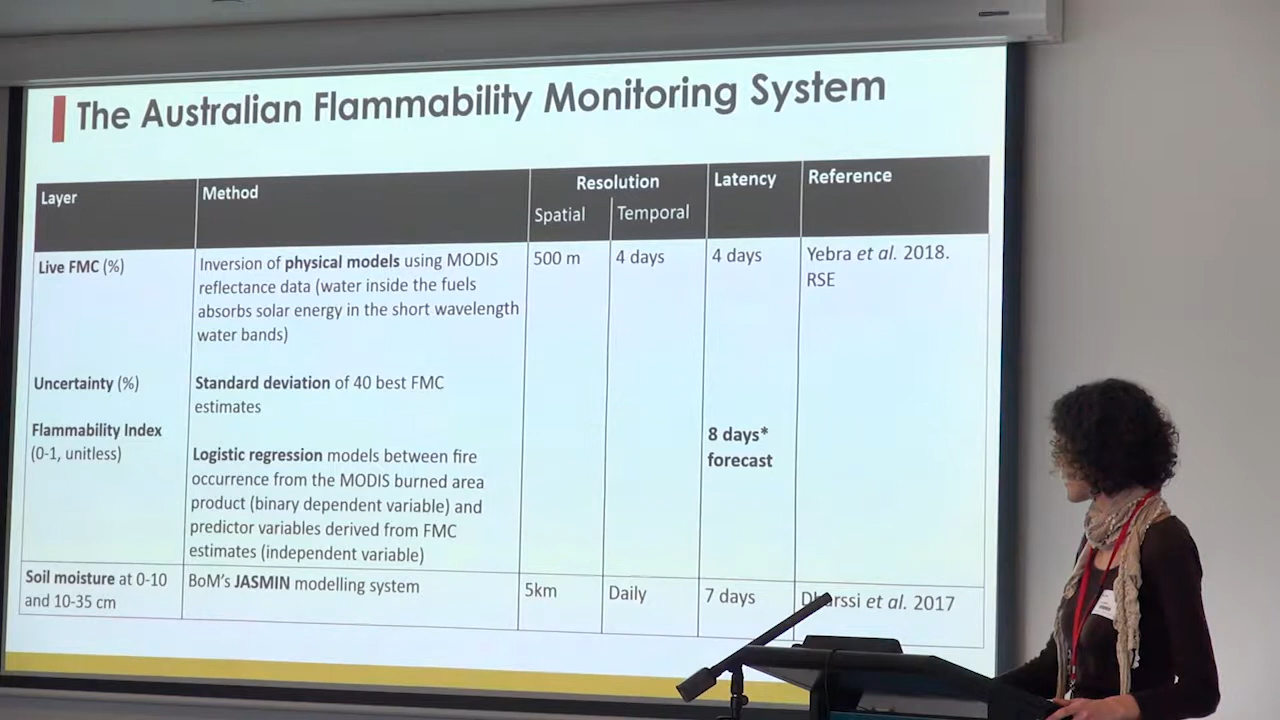 The Australian Flammability Monitoring System
Layer
Method
Resolution
Spatial
Temporal
Latency
Reference
Live FMC (%)
Inversion of physical models using MODIS
reflectance data (water inside the fuels
absorbs solar energy in the short wavelength
water bands)
500 m
4 days
4 days
Yebra et al. 2018.
RSE
Uncertainty (%)
Standard deviation of 40 best FMC
estimates
Flammability Index
(0-1, unitless)
Logistic regression models between fire
occurrence from the MODIS burned area
product (binary dependent variable) and
predictor variables derived from FMC
estimates (independent variable)
8 days*
forecast
Soil moisture at 0-10
and 10-35 cm
BoM's JASMIN modelling system
5km
Daily
7 days
et al. 2017